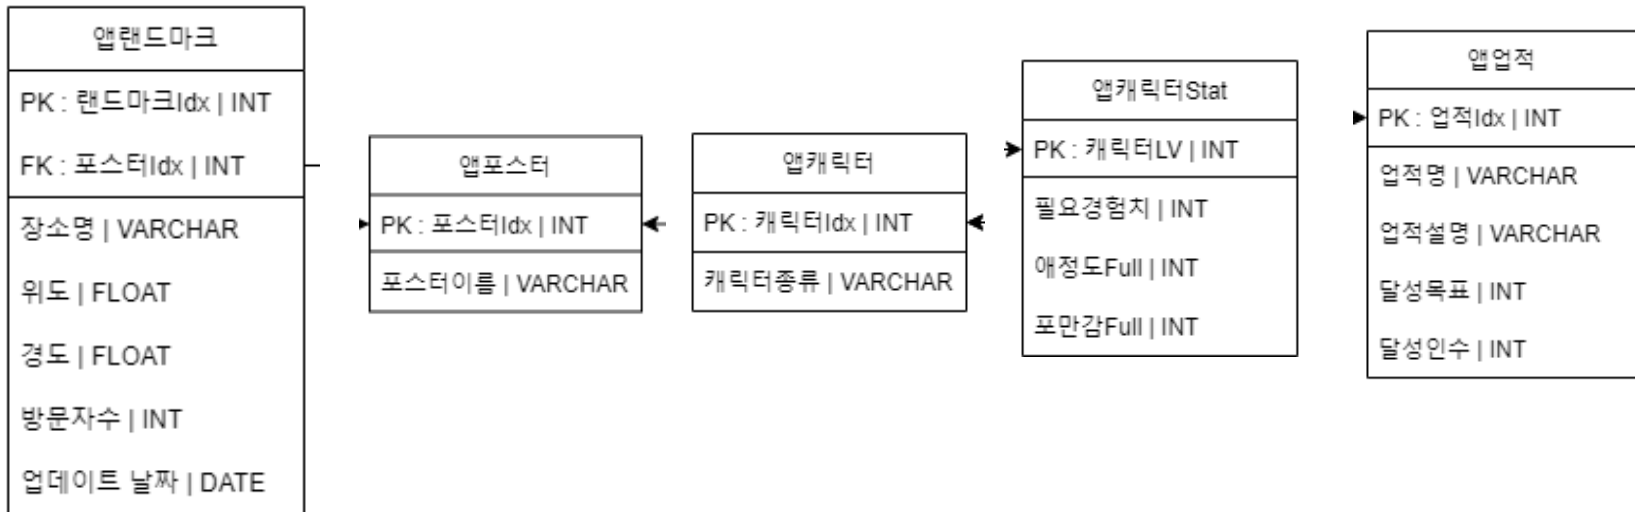 앱랜드마크
PK : 랜드마크Idx | INT
FK : 포스터Idx | INT
장소명 | VARCHAR
위도 | FLOAT
경도 | FLOAT
방문자수 | INT
업데이트 날짜 | DATE
앱포스터
PK : 포스터Idx | INT
포스터이름 | VARCHAR
앱캐릭터
PK : 캐릭터Idx | INT
캐릭터종류 | VARCHAR
앱캐릭터Stat
PK : 캐릭터LV | INT
필요경험치 | INT
애정도Full | INT
포만감Full | INT
앱업적
PK : 업적Idx | INT
업적명 | VARCHAR
업적설명 | VARCHAR
달성목표 | INT
달성인수 | INT